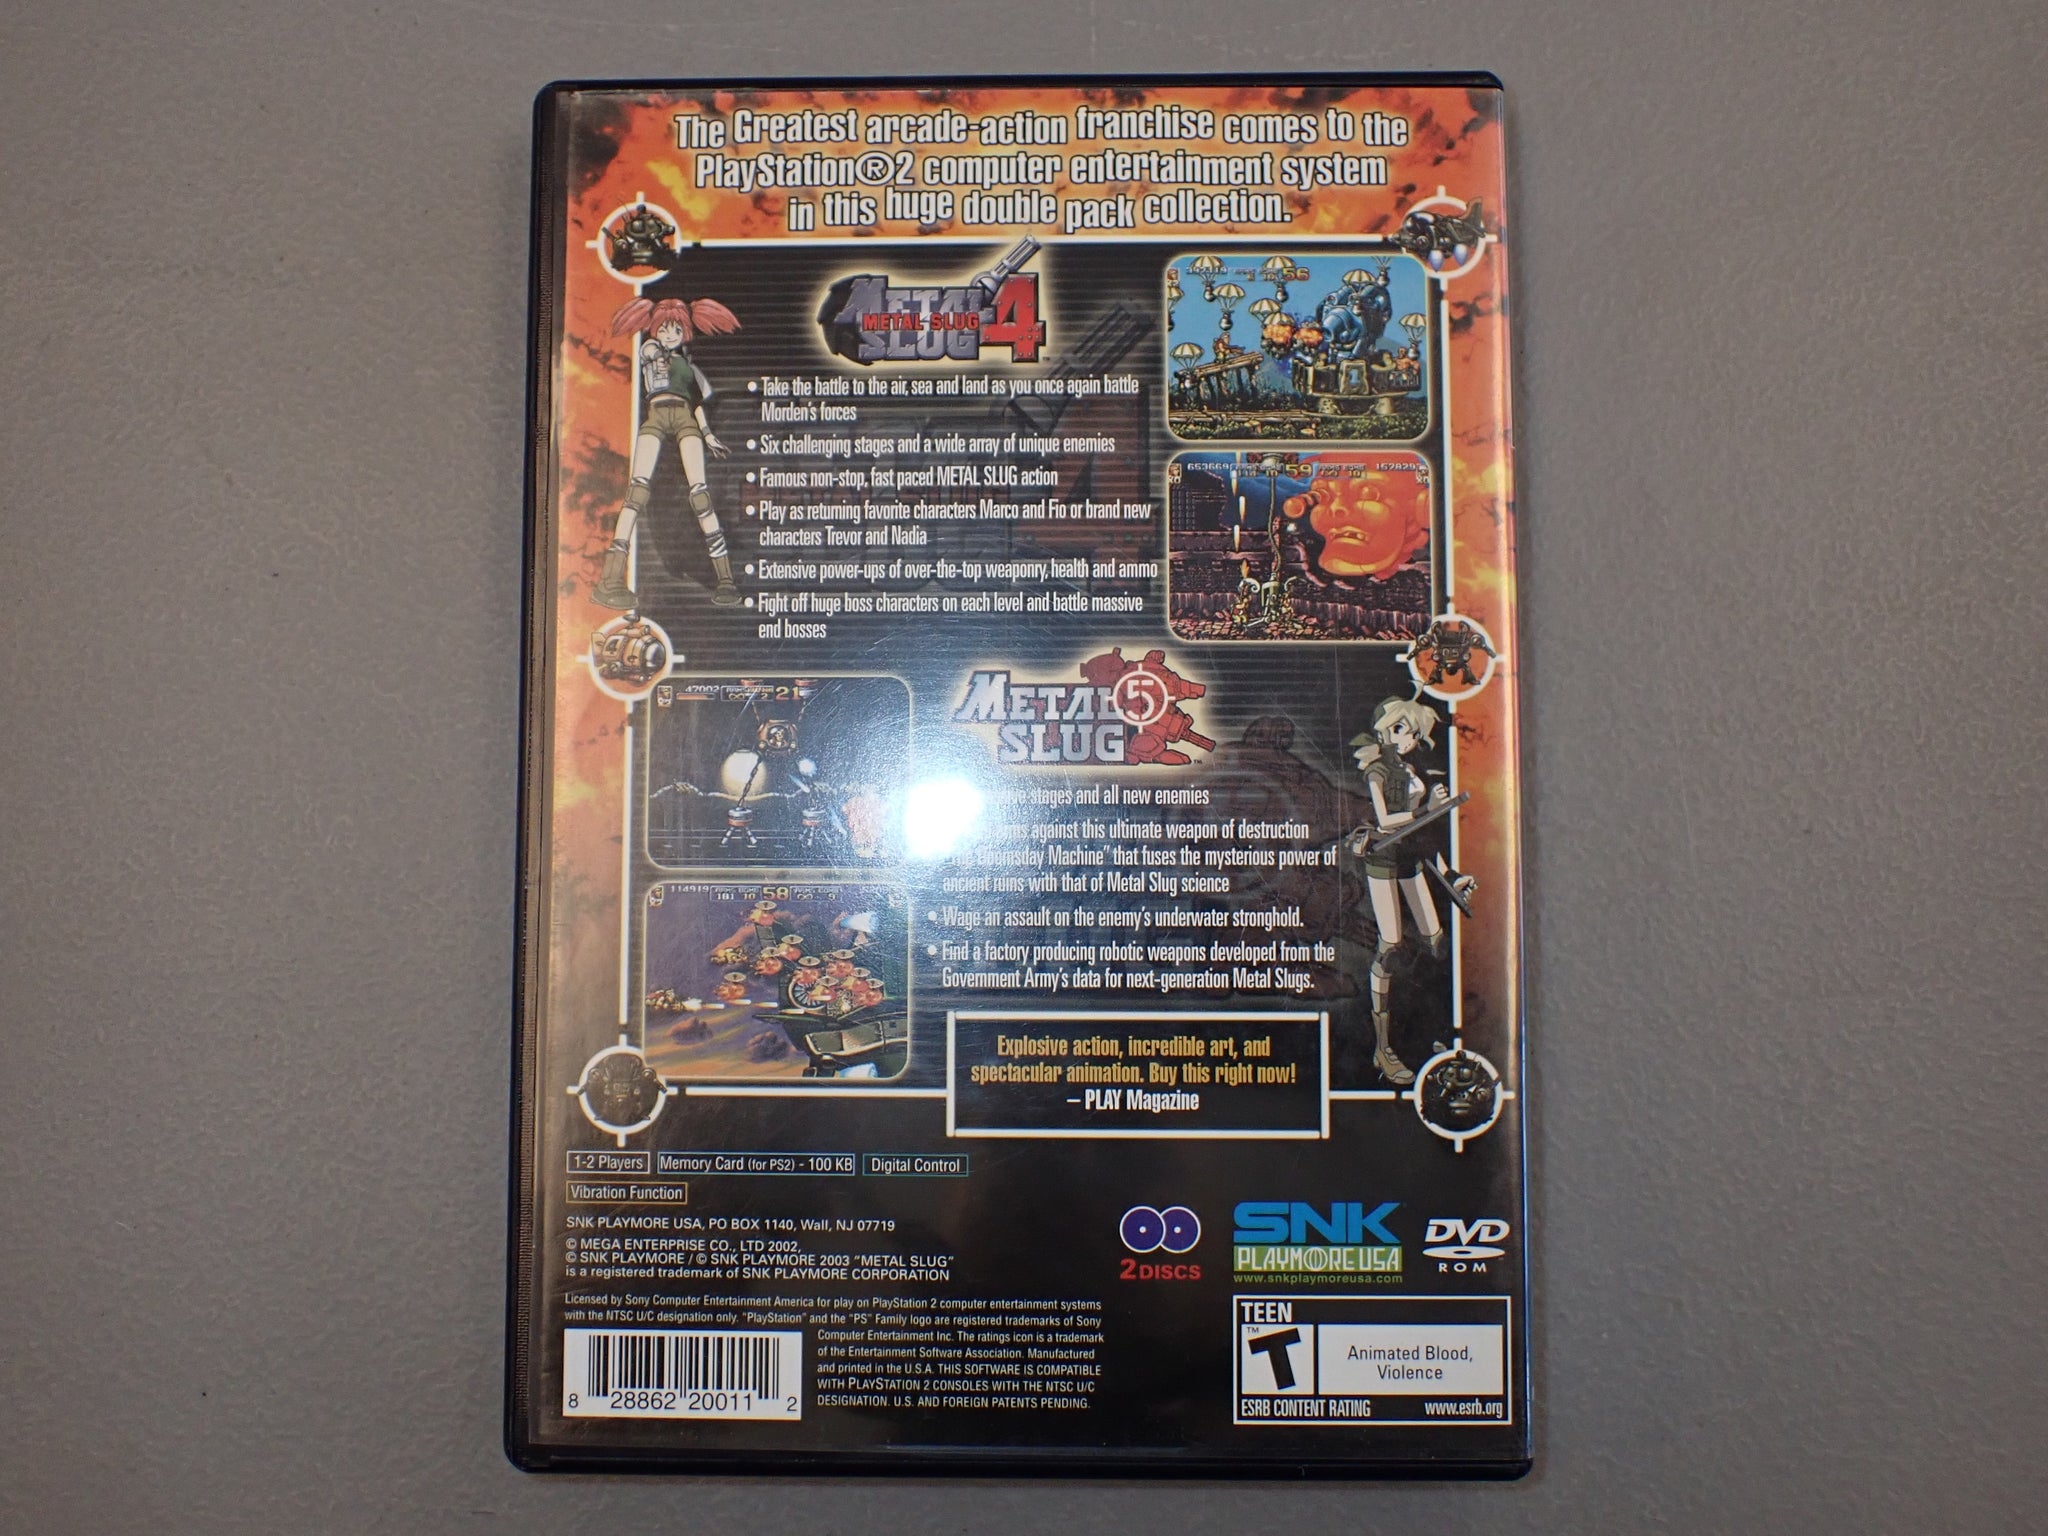 The Greatest arcade-action franchise comes to the
PlayStation®2 computer entertainment system
in this huge double pack collection.
METAL SLUG 4
METAL SLUG
• Take the battle to the air, sea and land as you once again battle
Morden's forces
• Six challenging stages and a wide array of unique enemies
• Famous non-stop, fast paced METAL SLUG action
• Play as returning favorite characters Marco and Fio or brand new
characters Trevor and Nadia
• Extensive power-ups of over-the-top weaponry, health and ammo
• Fight off huge boss characters on each level and battle massive
end bosses
56
653669 59
METAL SLUG 5
47002 21
114919 58
stages and all new enemies
against this ultimate weapon of destruction
Doomsday Machine" that fuses the mysterious power of
ancient ruins with that of Metal Slug science
• Wage an assault on the enemy's underwater stronghold.
• Find a factory producing robotic weapons developed from the
Government Army's data for next-generation Metal Slugs.
Explosive action, incredible art, and
spectacular animation. Buy this right now!
– PLAY Magazine
1-2 Players Memory Card (for PS2) - 100 KB Digital Control
Vibration Function
SNK PLAYMORE USA, PO BOX 1140, Wall, NJ 07719
© MEGA ENTERPRISE CO., LTD 2002,
© SNK PLAYMORE / © SNK PLAYMORE 2003 "METAL SLUG"
is a registered trademark of SNK PLAYMORE CORPORATION
2 DISCS
SNK
PLAYMORE USA
www.snkplaymoreusa.com
DVD
ROM
Licensed by Sony Computer Entertainment America for play on PlayStation 2 computer entertainment systems
with the NTSC U/C designation only. "PlayStation" and the "PS" Family logo are registered trademarks of Sony
Computer Entertainment Inc. The ratings icon is a trademark
of the Entertainment Software Association. Manufactured
and printed in the U.S.A. THIS SOFTWARE IS COMPATIBLE
WITH PLAYSTATION 2 CONSOLES WITH THE NTSC U/C
DESIGNATION. U.S. AND FOREIGN PATENTS PENDING.
8 28862 20011 2
TEEN
T™
Animated Blood,
Violence
ESRB CONTENT RATING www.esrb.org